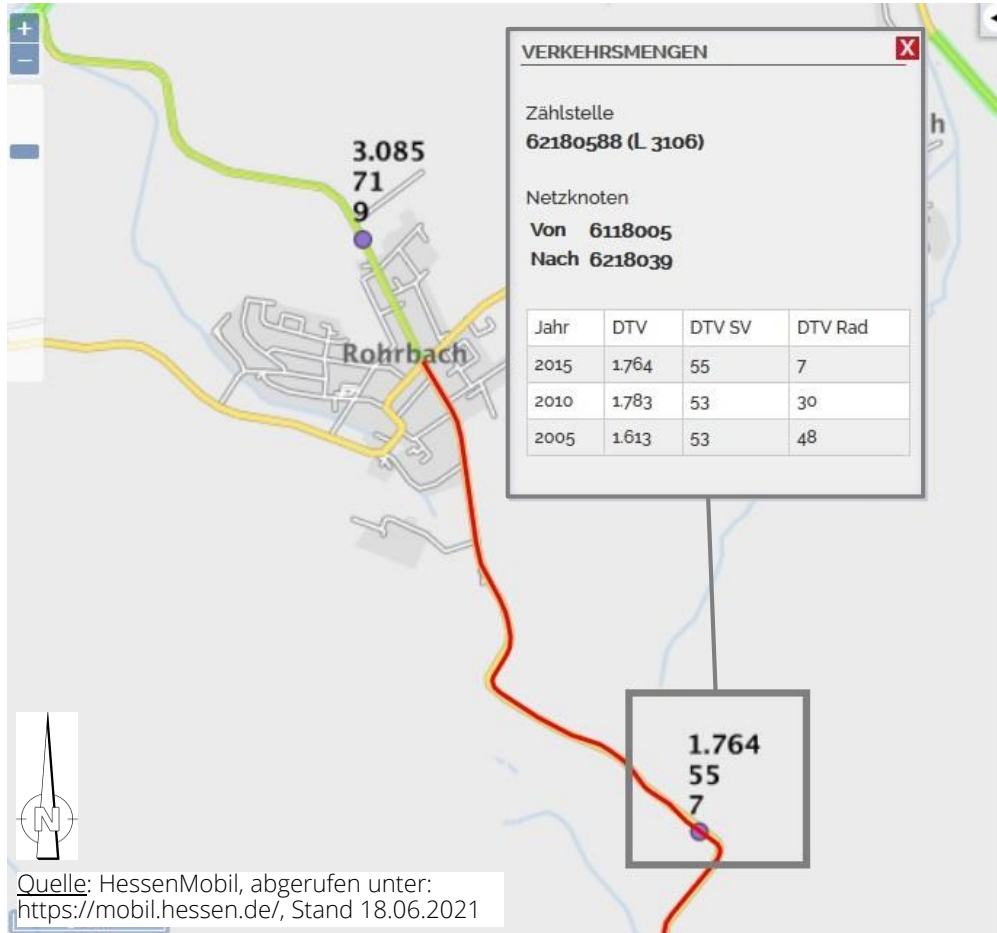 +
−
VERKEHRSMENGEN
X
Zählstelle
62180588 (L 3106)
Netzknoten
Von 6118005
Nach 6218039
Jahr DTV DTV SV DTV Rad
2015 1.764 55 7
2010 1.783 53 30
2005 1.613 53 48
h
3.085
71
9
Rohrbach
1.764
55
7
N
Quelle: HessenMobil, abgerufen unter:
https://mobil.hessen.de/, Stand 18.06.2021